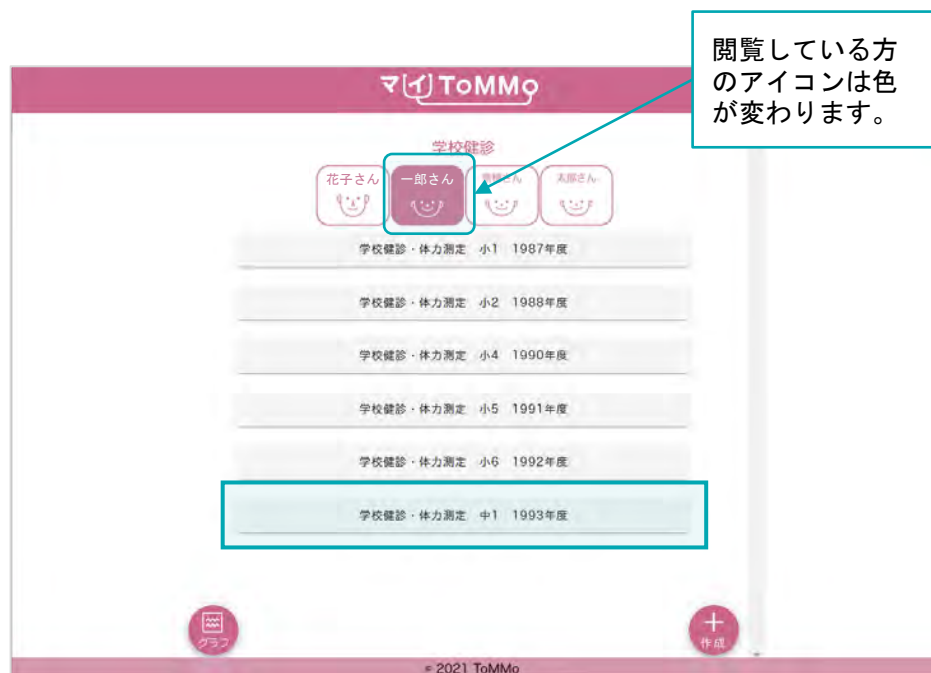 閲覧している方
のアイコンは色
が変わります。
マイToMMo
学校健診
花子さん
一郎さん
太郎さん
学校健診・体力測定 小1 1987年度
学校健診・体力測定 小2 1988年度
学校健診・体力測定 小4 1990年度
学校健診・体力測定 小5 1991年度
学校健診・体力測定 小6 1992年度
学校健診・体力測定 中1 1993年度
グラフ
作成
© 2021 ToMMo